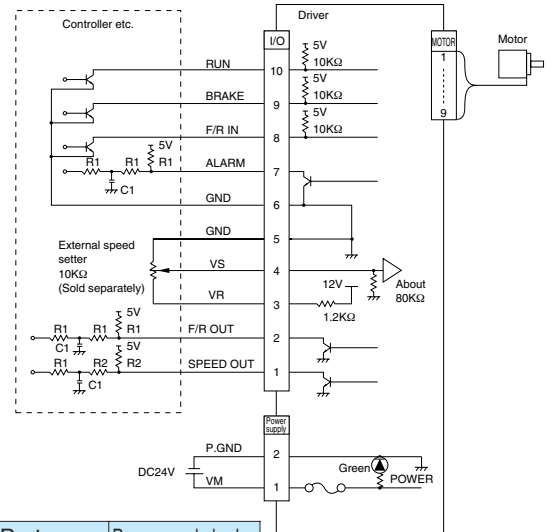 Controller etc.
Driver
I/O
MOTOR
Motor
RUN
10
5V
10KΩ
1
BRAKE
9
5V
10KΩ
F/R IN
8
5V
10KΩ
9
5V
R1 R1 R1
ALARM
7
C1
GND
6
GND
5
External speed
setter
10KΩ
(Sold separately)
VS
4
About
80KΩ
VR
3
12V
1.2KΩ
5V
R1 R1 R1
F/R OUT
2
C1
5V
R1 R2 R2
SPEED OUT
1
C1
Power
supply
P.GND
2
DC24V
Green
POWER
VM
1